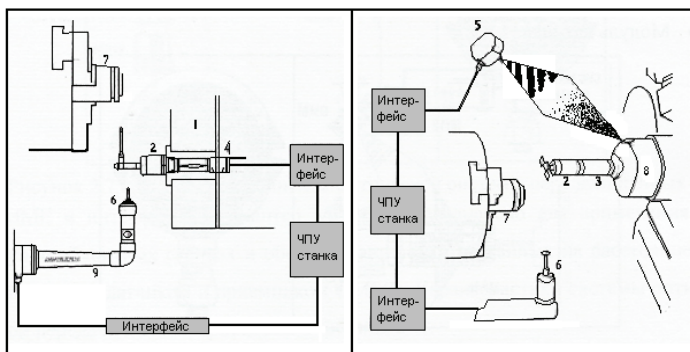 7
1
2
4
Интер-
фейс
6
ЧПУ
станка
9
Интерфейс
5
Интер-
фейс
2
3
8
ЧПУ
станка
7
6
Интер-
фейс